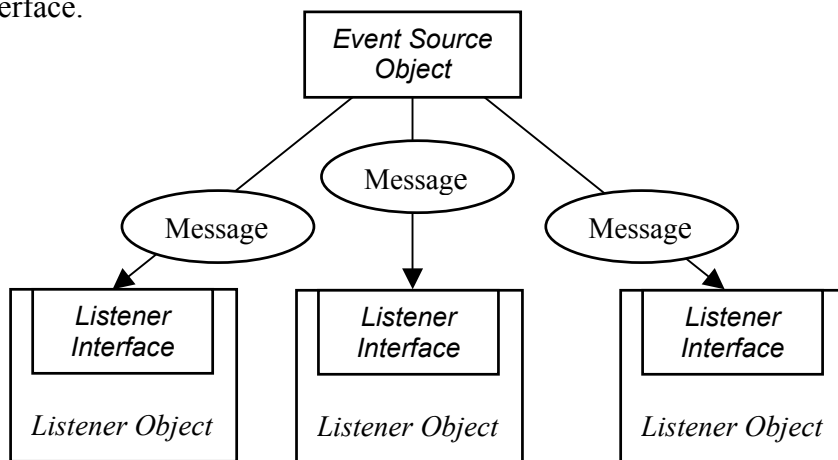 erface.
Event Source
Object
Message
Message
Message
Listener
Interface
Listener Object
Listener
Interface
Listener Object
Listener
Interface
Listener Object